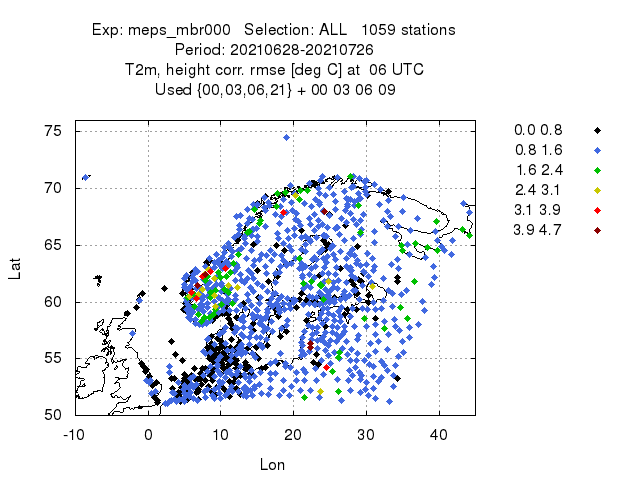 Exp: meps_mbr000 Selection: ALL 1059 stations
Period: 20210628-20210726
T2m, height corr. rmse [deg C] at 06 UTC
Used {00,03,06,21} + 00 03 06 09
75
70
65
60
55
50
-10 0 10 20 30 40
Lat
Lon
0.0 0.8
0.8 1.6
1.6 2.4
2.4 3.1
3.1 3.9
3.9 4.7